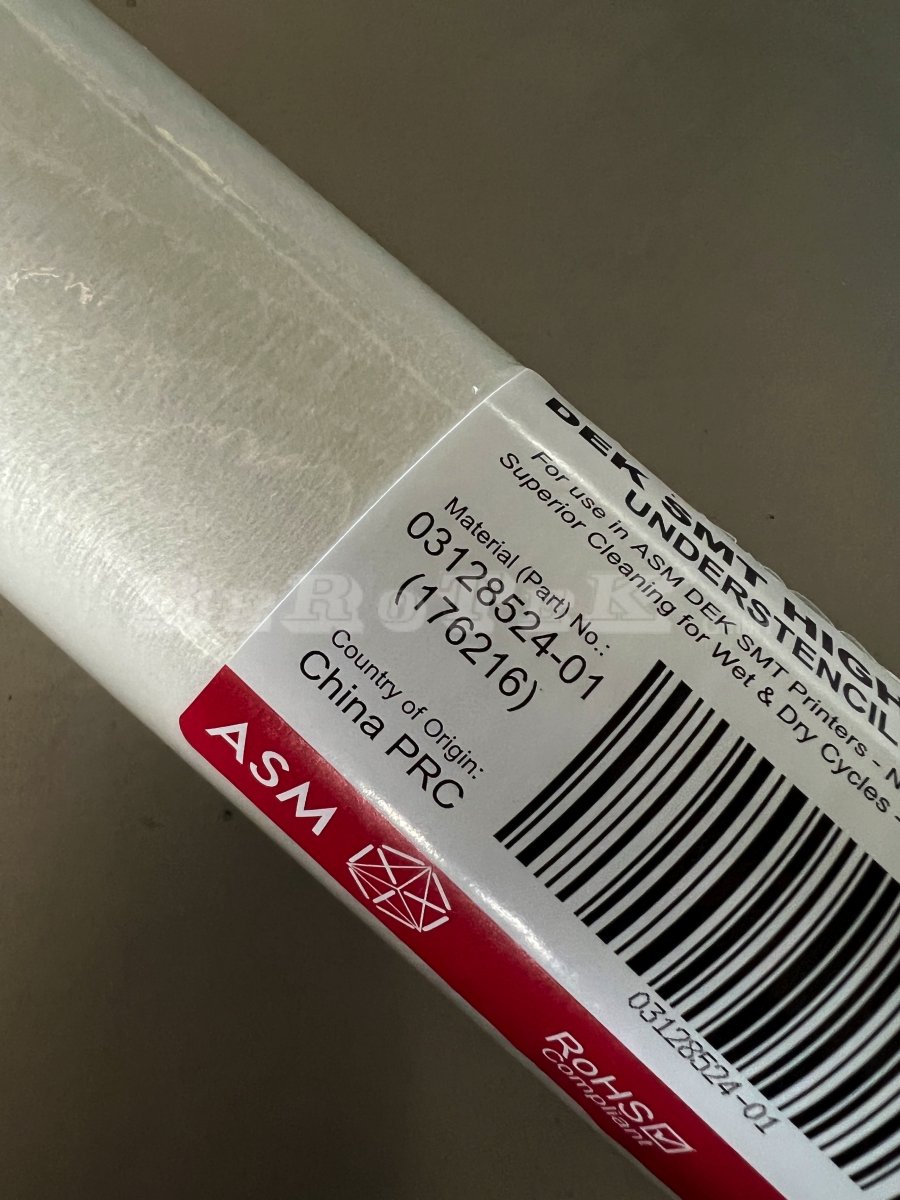 DEK SMT HIGH
UNDERSTENCIL
For use in ASM DEK SMT Printers - N
Superior Cleaning for Wet & Dry Cycles -
Material (Part) No.:
03128524-01
(176216)
Country of Origin:
China PRC
03128524-01
ASM
RoHS
Compliant